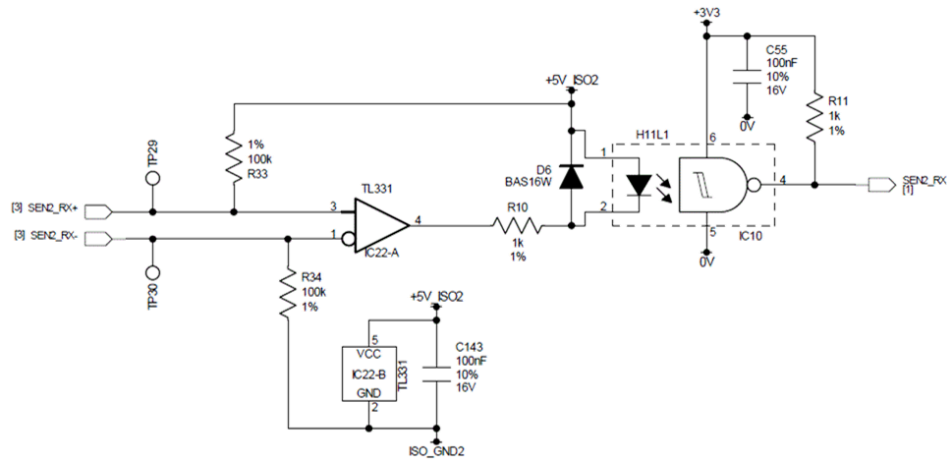 +3V3
C55
100nF
10%
16V
0V
R11
1k
1%
+5V_ISO2
H11L1
6
1
2
4
5
IC10
0V
SEN2_RX
[1]
D6
BAS16W
1%
100k
R33
TP29
TL331
[3] SEN2_RX+
3
4
[3] SEN2_RX-
1
IC22-A
R10
1k
1%
TP30
R34
100k
1%
+5V_ISO2
5
VCC
IC22-B
GND
2
TL331
C143
100nF
10%
16V
ISO_GND2